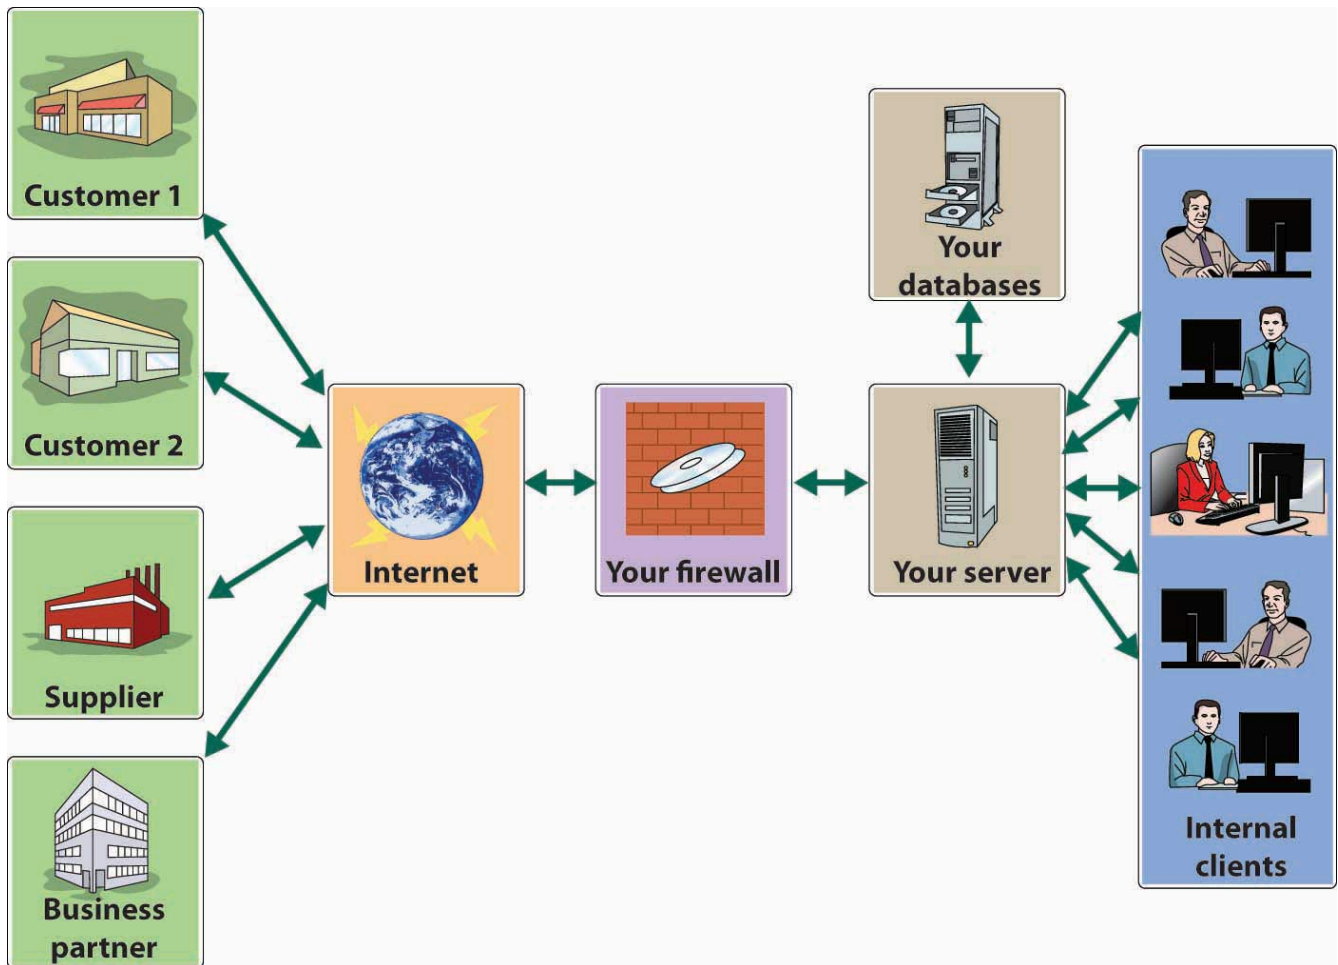 Customer 1
Customer 2
Supplier
Business
partner
Internet
Your firewall
Your server
Your
databases
Internal
clients